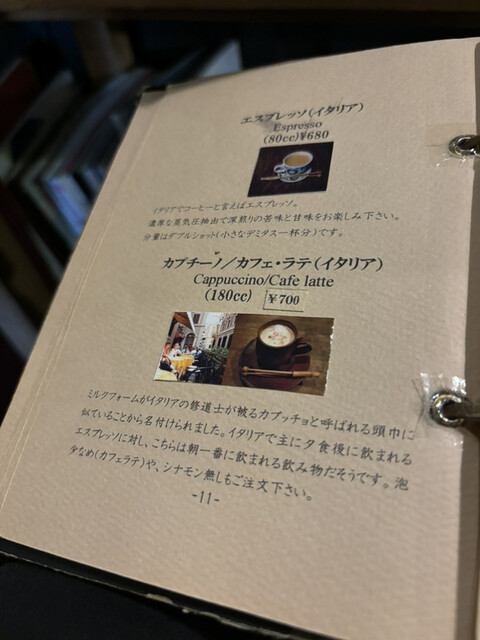 エスプレッソ(イタリア)
Espresso
(80cc)¥680
イタリアでコーヒーと言えばエスプレッソ。
濃厚な蒸気圧抽出で深煎りの苦味と甘味をお楽しみ下さい。
分量はダブルショット(小さなデミタス一杯分)です。
カプチーノ/カフェ・ラテ(イタリア)
Cappuccino/Cafe latte
(180cc) ¥700
ミルクフォームがイタリアの修道士が被るカプッチョと呼ばれる頭巾に
似ていることから名付けられました。イタリアで主に夕食後に飲まれる
エスプレッソに対し、こちらは朝一番に飲まれる飲み物だそうです。泡
少なめ(カフェラテ)や、シナモン無しもご注文下さい。
-11-